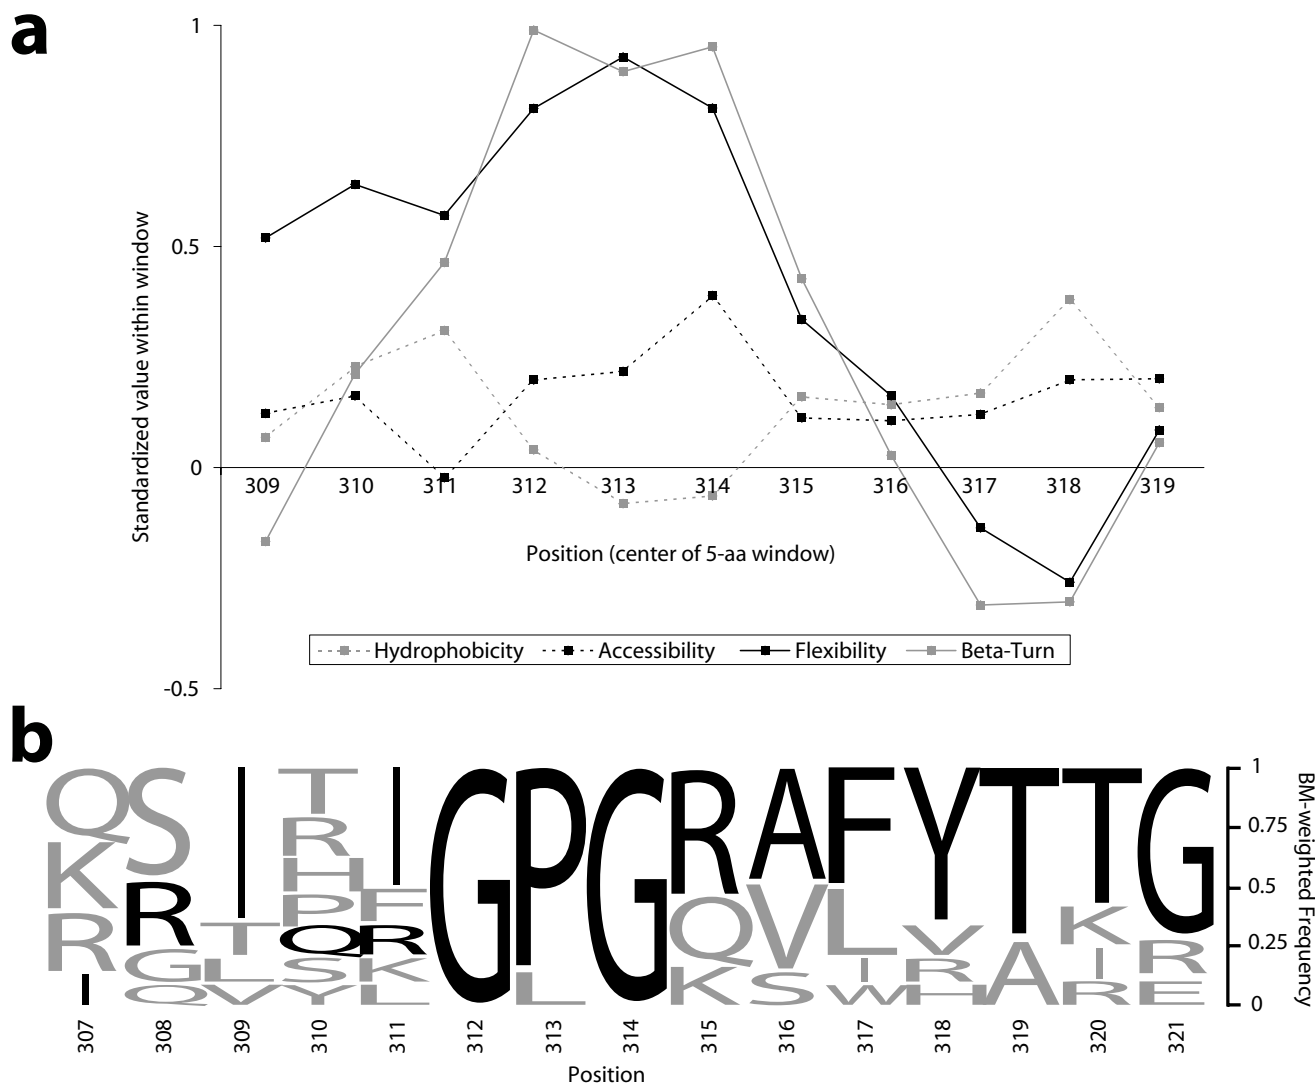 a
1
0.5
0
-0.5
Standardized value within window
309 310 311 312 313 314 315 316 317 318 319
Position (center of 5-aa window)
Hydrophobicity Accessibility Flexibility Beta-Turn
b
Q K R I
S R G Q
I T L V
T R H P Q S Y
I F R K L
G
P L
G
R Q K
A V S
F L I W
Y V R H
T A
T K I R
G R E
1
0.75
0.5
0.25
0
BM-weighted Frequency
307 308 309 310 311 312 313 314 315 316 317 318 319 320 321
Position